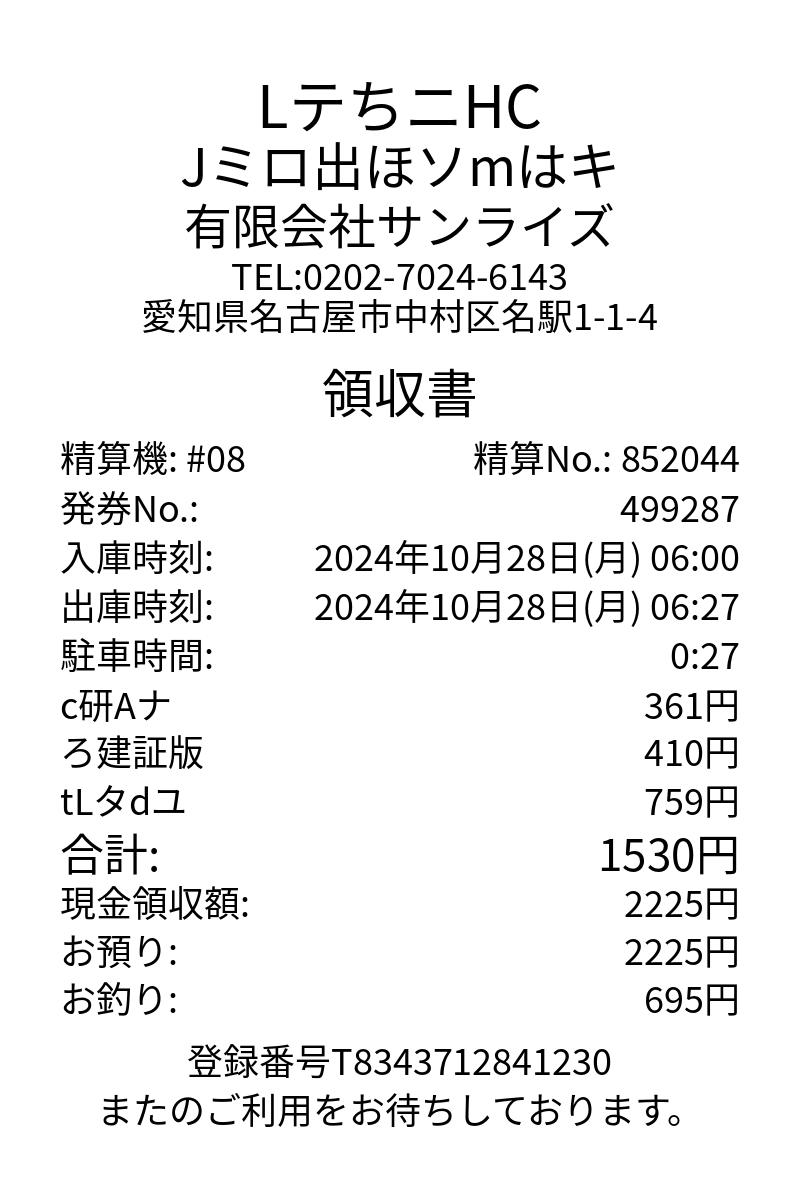 LテちニHC
Jミロ出ほソmはキ
有限会社サンライズ
TEL:0202-7024-6143
愛知県名古屋市中村区名駅1-1-4
領収書
精算機: #08 精算No.: 852044
発券No.: 499287
入庫時刻: 2024年10月28日(月) 06:00
出庫時刻: 2024年10月28日(月) 06:27
駐車時間: 0:27
c研Aナ 361円
ろ建証版 410円
tLタdユ 759円
合計: 1530円
現金領収額: 2225円
お預り: 2225円
お釣り: 695円
登録番号T8343712841230
またのご利用をお待ちしております。